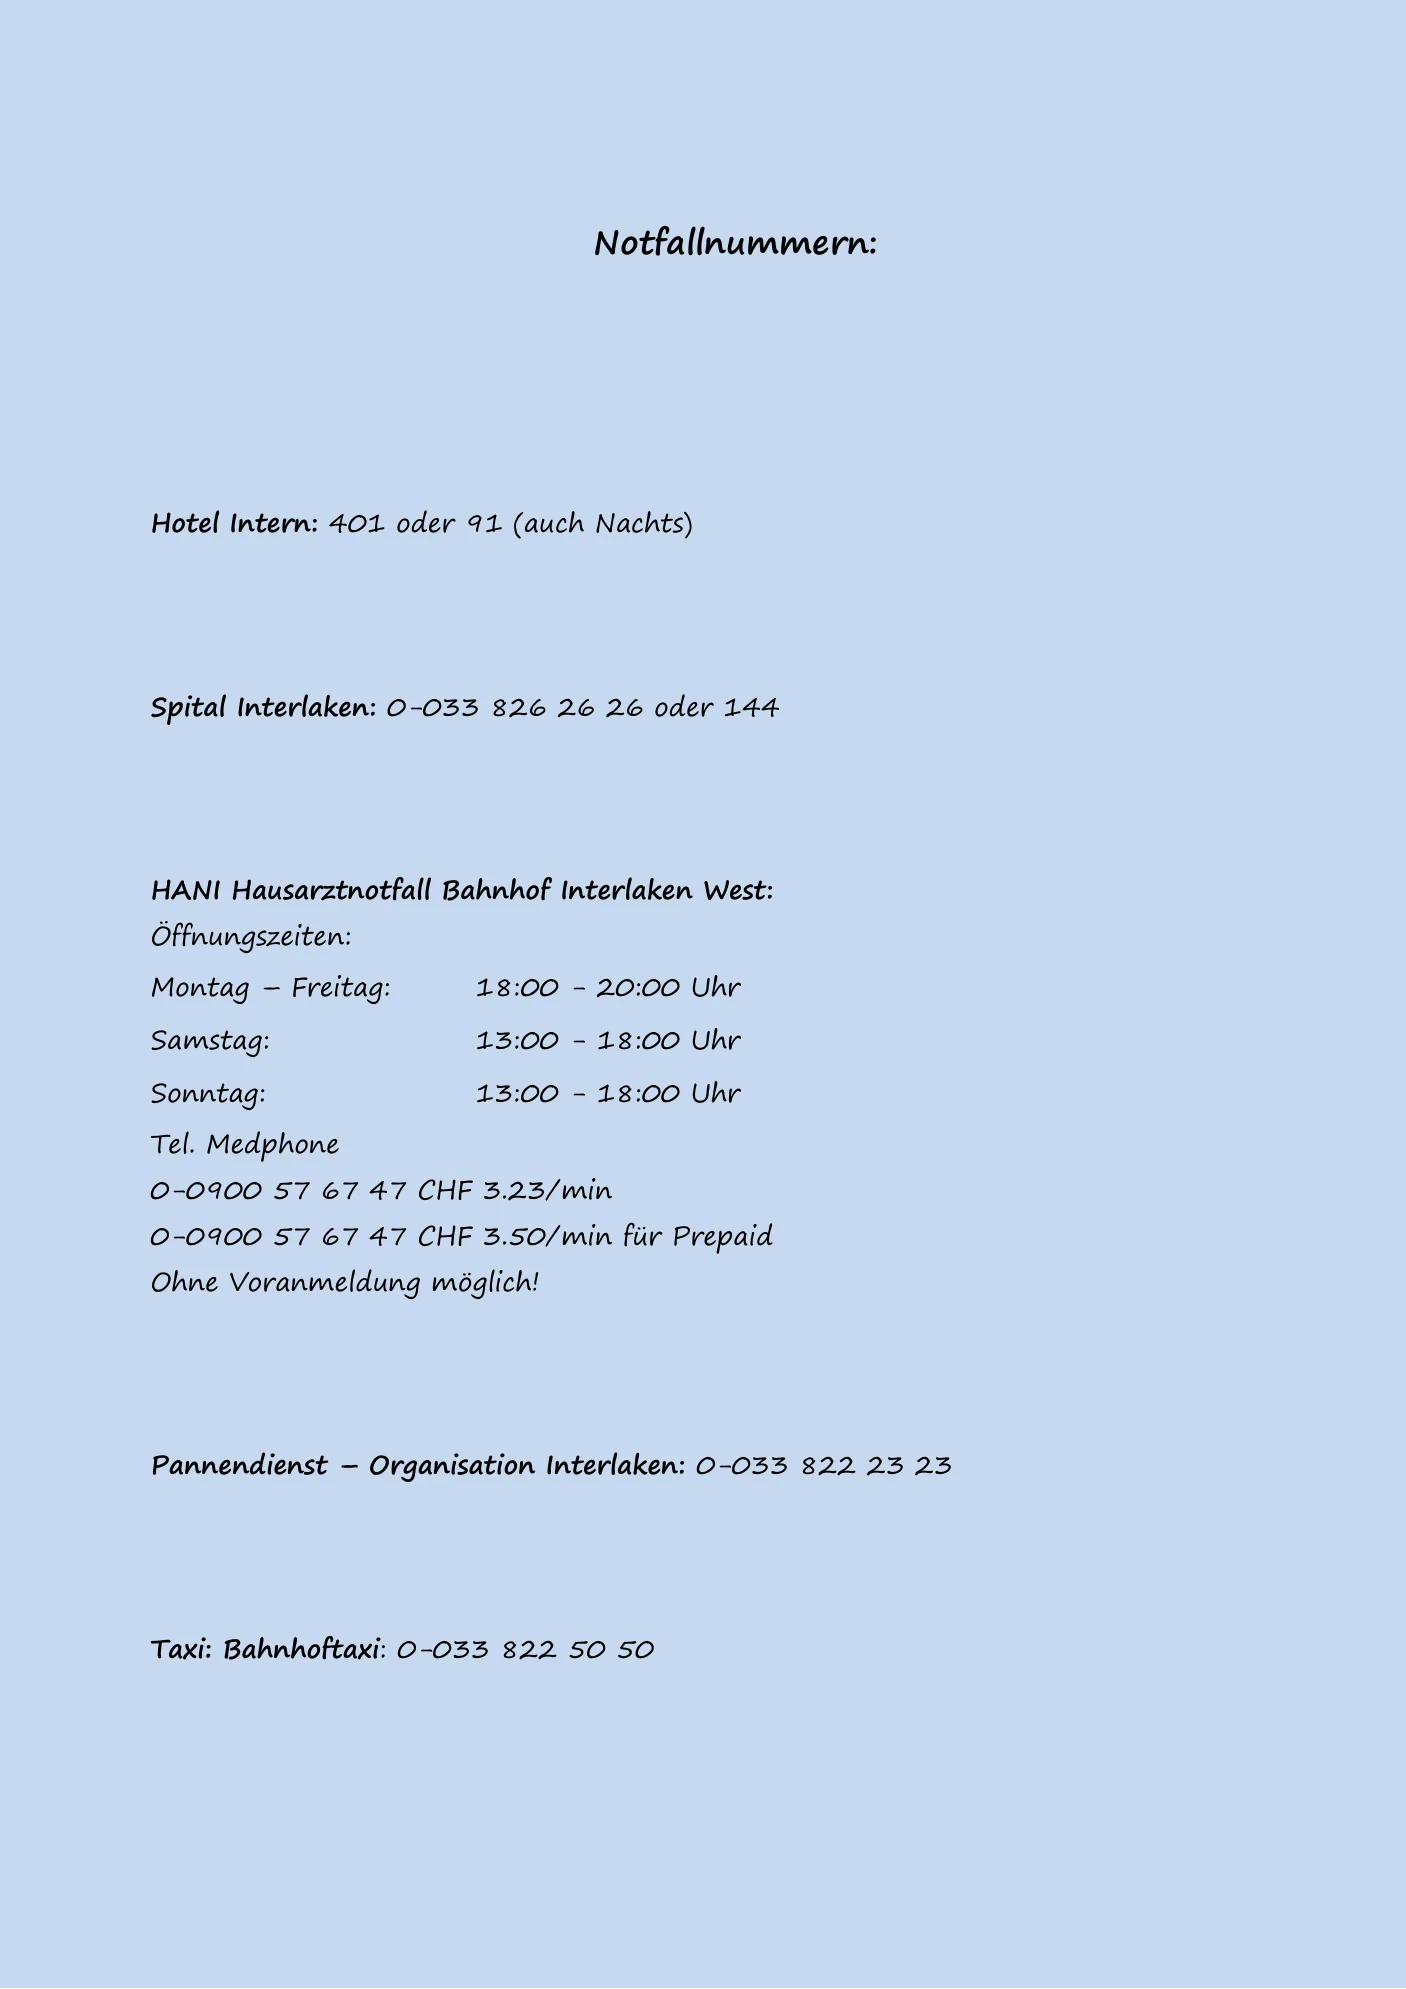 Notfallnummern:
Hotel Intern: 401 oder 91 (auch Nachts)
Spital Interlaken: 0-033 826 26 26 oder 144
HANI Hausarztnotfall Bahnhof Interlaken West:
Öffnungszeiten:
Montag – Freitag: 18:00 - 20:00 Uhr
Samstag: 13:00 - 18:00 Uhr
Sonntag: 13:00 - 18:00 Uhr
Tel. Medphone
0-0900 57 67 47 CHF 3.23/min
0-0900 57 67 47 CHF 3.50/min für Prepaid
Ohne Voranmeldung möglich!
Pannendienst – Organisation Interlaken: 0-033 822 23 23
Taxi: Bahnhoftaxi: 0-033 822 50 50